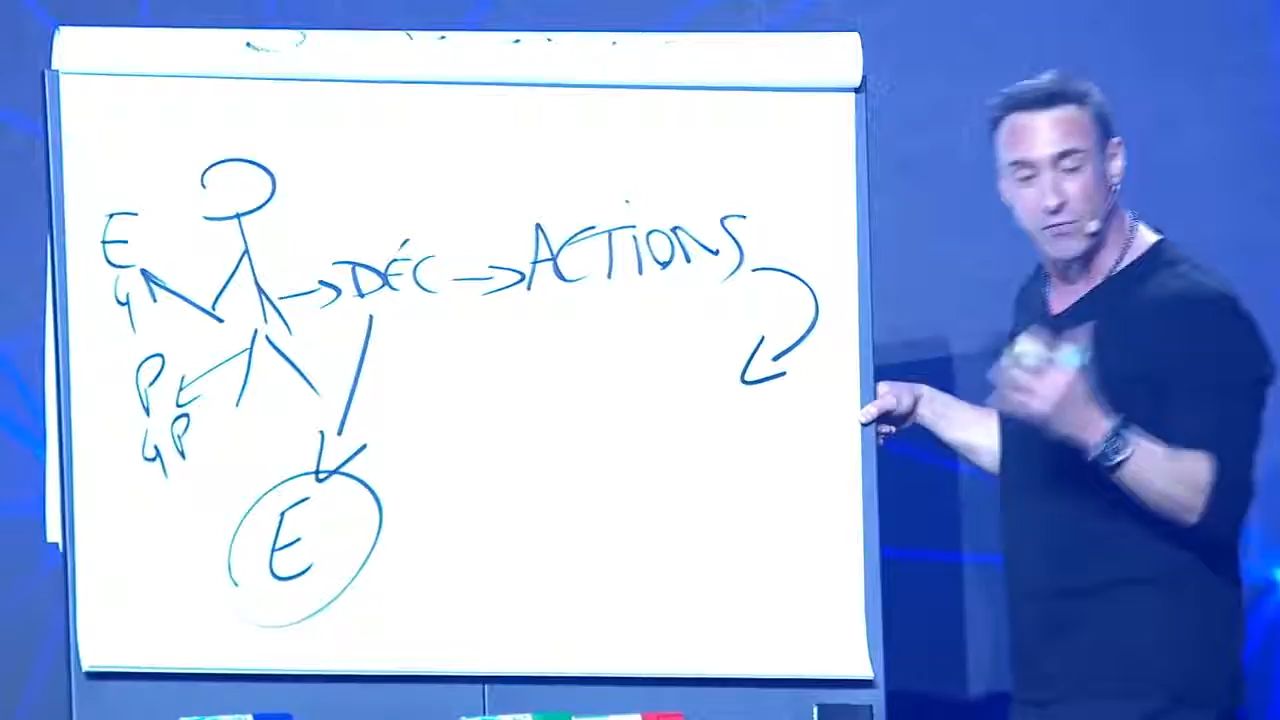 E
4
→ DÉC → ACTIONS
P
4P
E